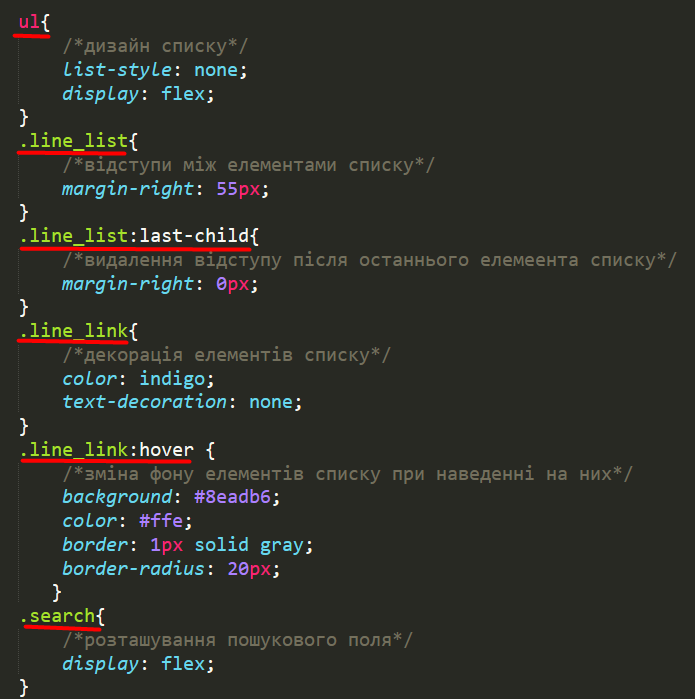 ul{
/*дизайн списку*/
list-style: none;
display: flex;
}
.line_list{
/*відступи між елементами списку*/
margin-right: 55px;
}
.line_list:last-child{
/*видалення відступу після останнього елемеента списку*/
margin-right: 0px;
}
.line_link{
/*декорація елементів списку*/
color: indigo;
text-decoration: none;
}
.line_link:hover {
/*зміна фону елементів списку при наведенні на них*/
background: #8eadb6;
color: #ffe;
border: 1px solid gray;
border-radius: 20px;
}
.search{
/*розташування пошукового поля*/
display: flex;
}